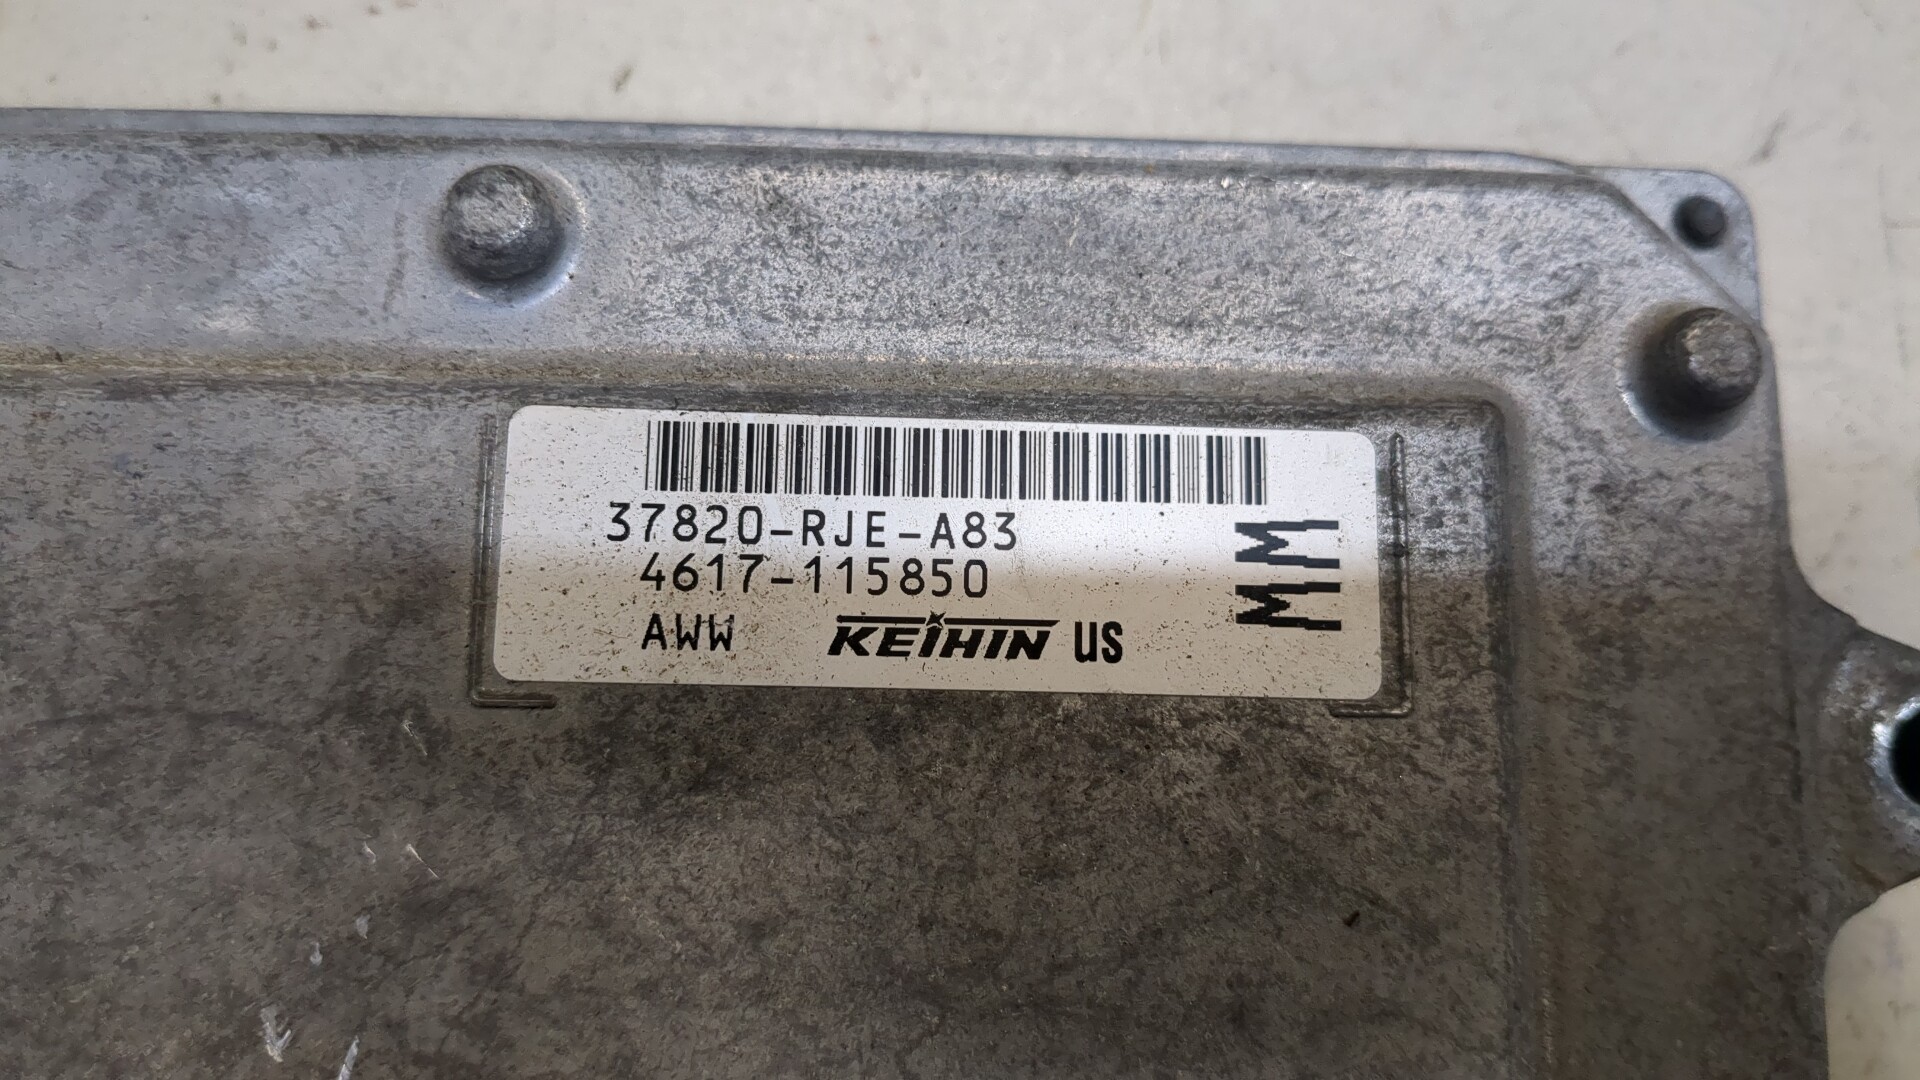 37820-RJE-A83
4617-115850
AWW KEIHIN US
MM